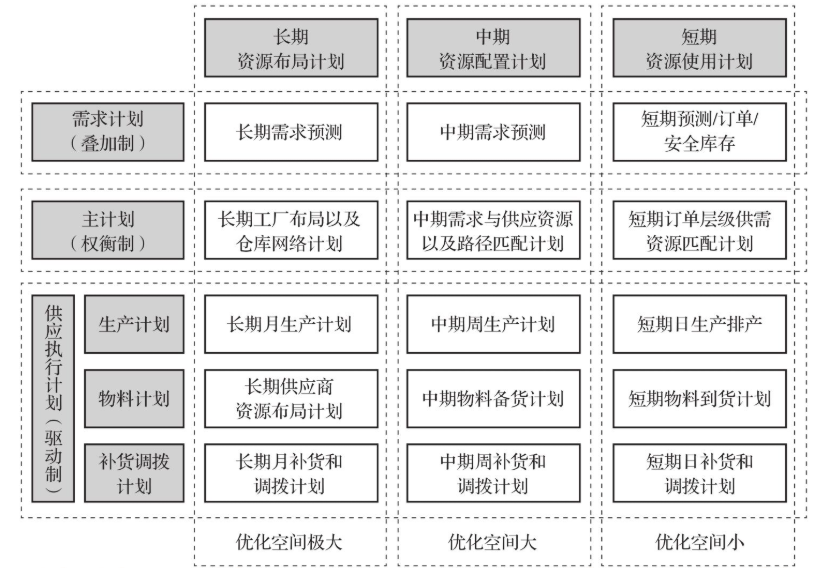 长期
资源布局计划
中期
资源配置计划
短期
资源使用计划
需求计划
（叠加制）
长期需求预测
中期需求预测
短期预测/订单/
安全库存
主计划
（权衡制）
长期工厂布局以及
仓库网络计划
中期需求与供应资源
以及路径匹配计划
短期订单层级供需
资源匹配计划
供应执行计划（驱动制）
生产计划
长期月生产计划
中期周生产计划
短期日生产排产
物料计划
长期供应商
资源布局计划
中期物料备货计划
短期物料到货计划
补货调拨
计划
长期月补货和
调拨计划
中期周补货和
调拨计划
短期日补货和
调拨计划
优化空间极大
优化空间大
优化空间小